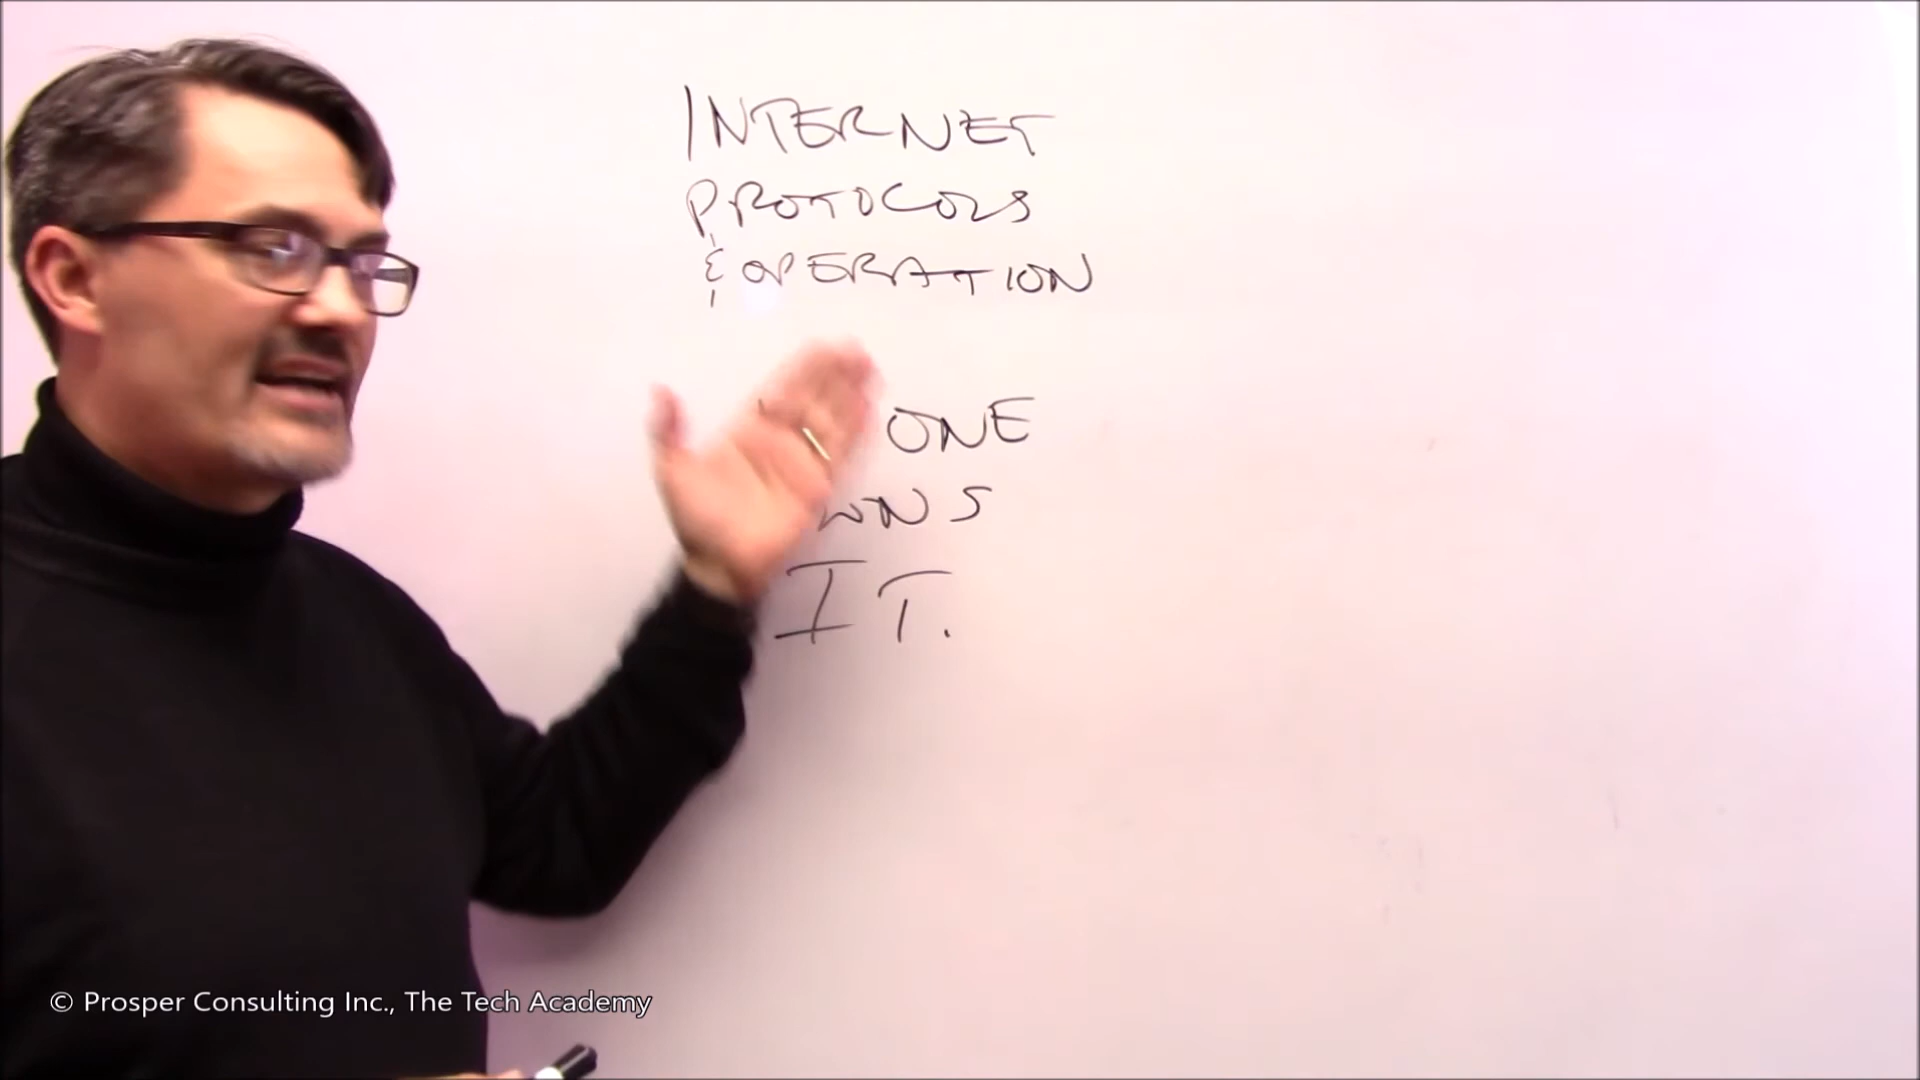 INTERNET
PROTOCOLS
& OPERATION
ONE
IT.
© Prosper Consulting Inc., The Tech Academy